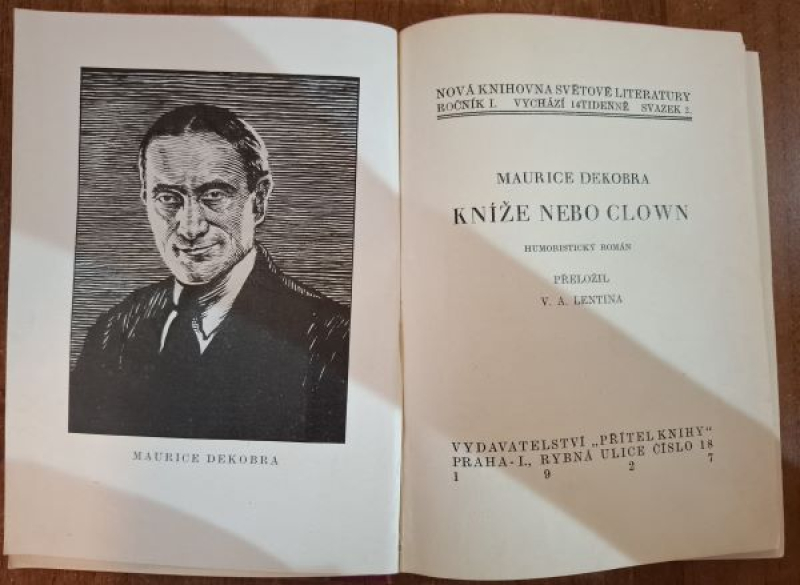 MAURICE DEKOBRA
NOVÁ KNIHOVNA SVĚTOVÉ LITERATURY
ROČNÍK I. VYCHÁZÍ 14TIDENNĚ SVAZEK 2.
MAURICE DEKOBRA
KNÍŽE NEBO CLOWN
HUMORISTICKÝ ROMÁN
PŘELOŽIL
V. A. LENTINA
VYDAVATELSTVÍ „PŘÍTEL KNIHY“
PRAHA-I., RYBNÁ ULICE ČÍSLO 18
1 9 2 7